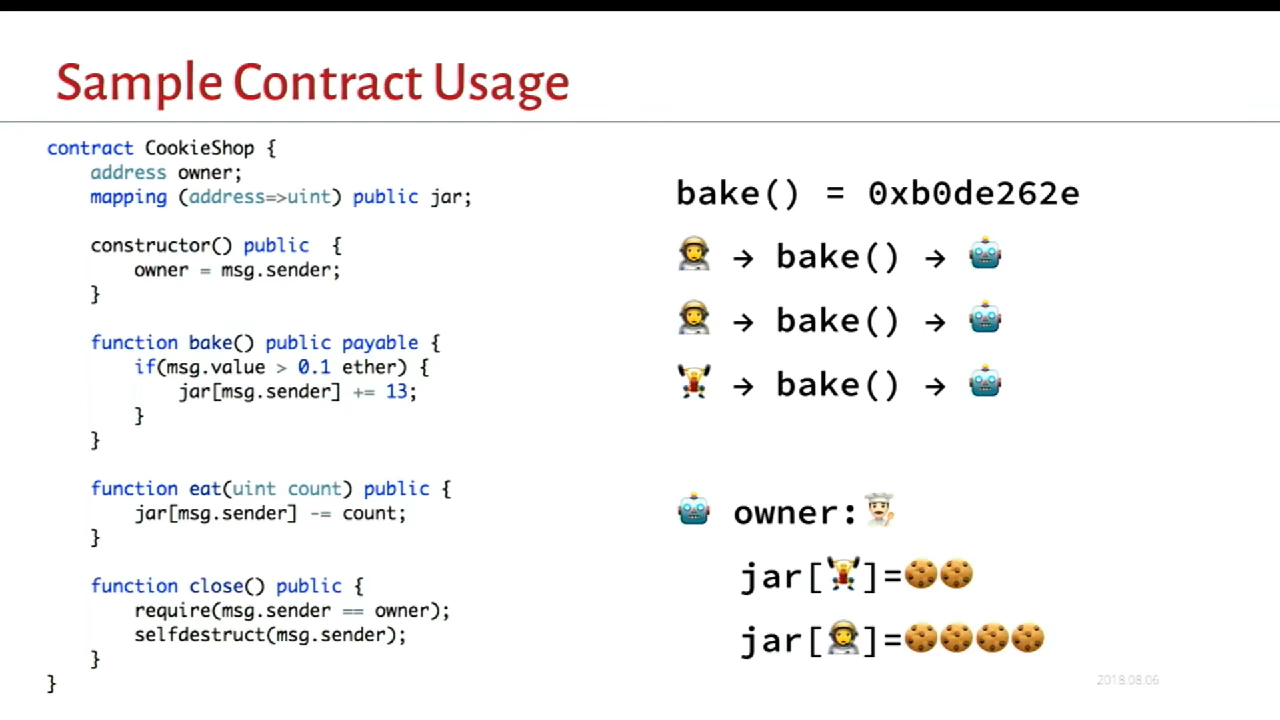 Sample Contract Usage
contract CookieShop {
address owner;
mapping (address=>uint) public jar;
constructor() public {
owner = msg.sender;
}
function bake() public payable {
if(msg.value > 0.1 ether) {
jar[msg.sender] += 13;
}
}
function eat(uint count) public {
jar[msg.sender] -= count;
}
function close() public {
require(msg.sender == owner);
selfdestruct(msg.sender);
}
}
bake() = 0xb0de262e
👩‍🚀 → bake() → 🤖
👩‍🚀 → bake() → 🤖
🏋️ → bake() → 🤖
🤖 owner:👨🏻‍🍳
jar[🏋️]=🍪🍪
jar[👩‍🚀]=🍪🍪🍪🍪
2018.08.06